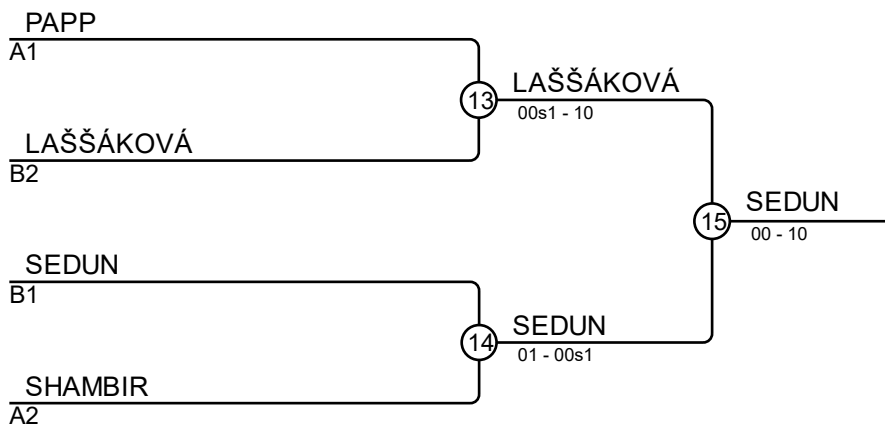 PAPP
A1
13
LAŠŠÁKOVÁ
00s1 - 10
LAŠŠÁKOVÁ
B2
15
SEDUN
00 - 10
SEDUN
B1
14
SEDUN
01 - 00s1
SHAMBIR
A2